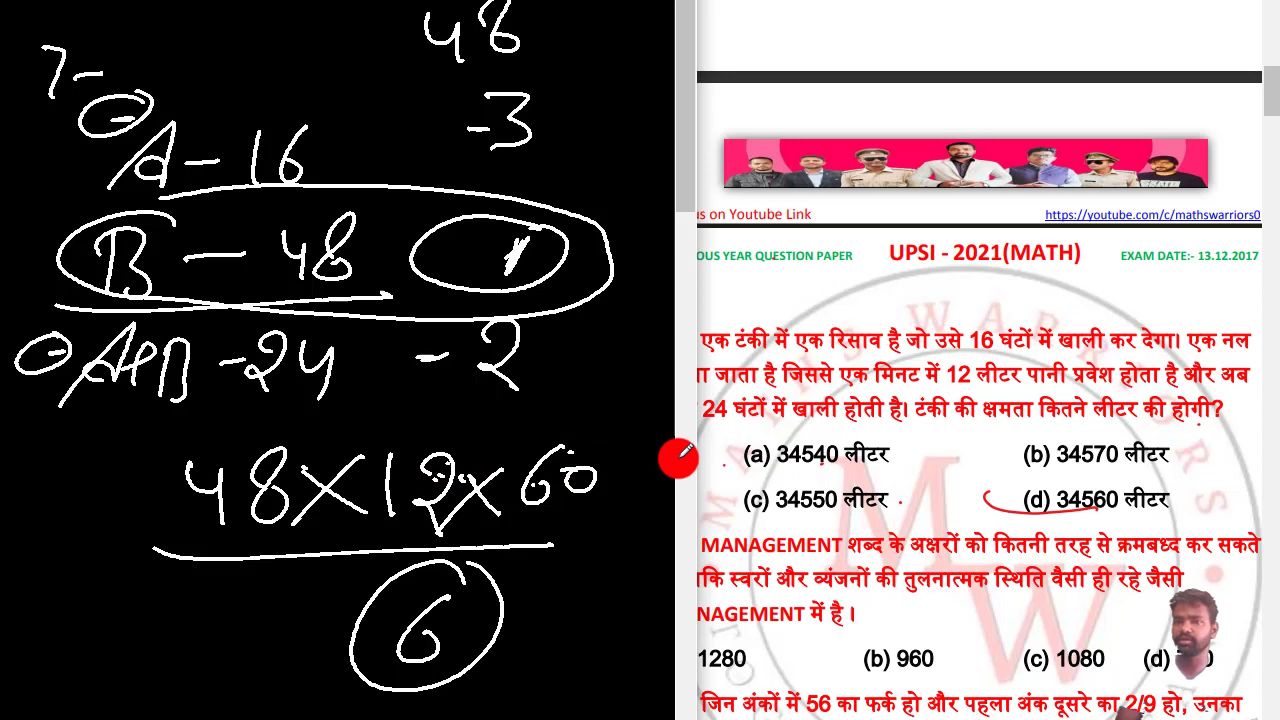 48
7-
-3
A - 16
B - 48 1
A+B - 24 - 2
48 × 12 × 60
6
us on Youtube Link https://youtube.com/c/mathswarriors0
OUS YEAR QUESTION PAPER UPSI - 2021(MATH) EXAM DATE:- 13.12.2017
एक टंकी में एक रिसाव है जो उसे 16 घंटों में खाली कर देगा। एक नल
ा जाता है जिससे एक मिनट में 12 लीटर पानी प्रवेश होता है और अब
24 घंटों में खाली होती है। टंकी की क्षमता कितने लीटर की होगी?
(a) 34540 लीटर (b) 34570 लीटर
(c) 34550 लीटर (d) 34560 लीटर
MANAGEMENT शब्द के अक्षरों को कितनी तरह से क्रमबध्द कर सकते
कि स्वरों और व्यंजनों की तुलनात्मक स्थिति वैसी ही रहे जैसी
NAGEMENT में है।
1280 (b) 960 (c) 1080 (d)
जिन अंकों में 56 का फर्क हो और पहला अंक दूसरे का 2/9 हो, उनका
MATHS WARRIORS
MW